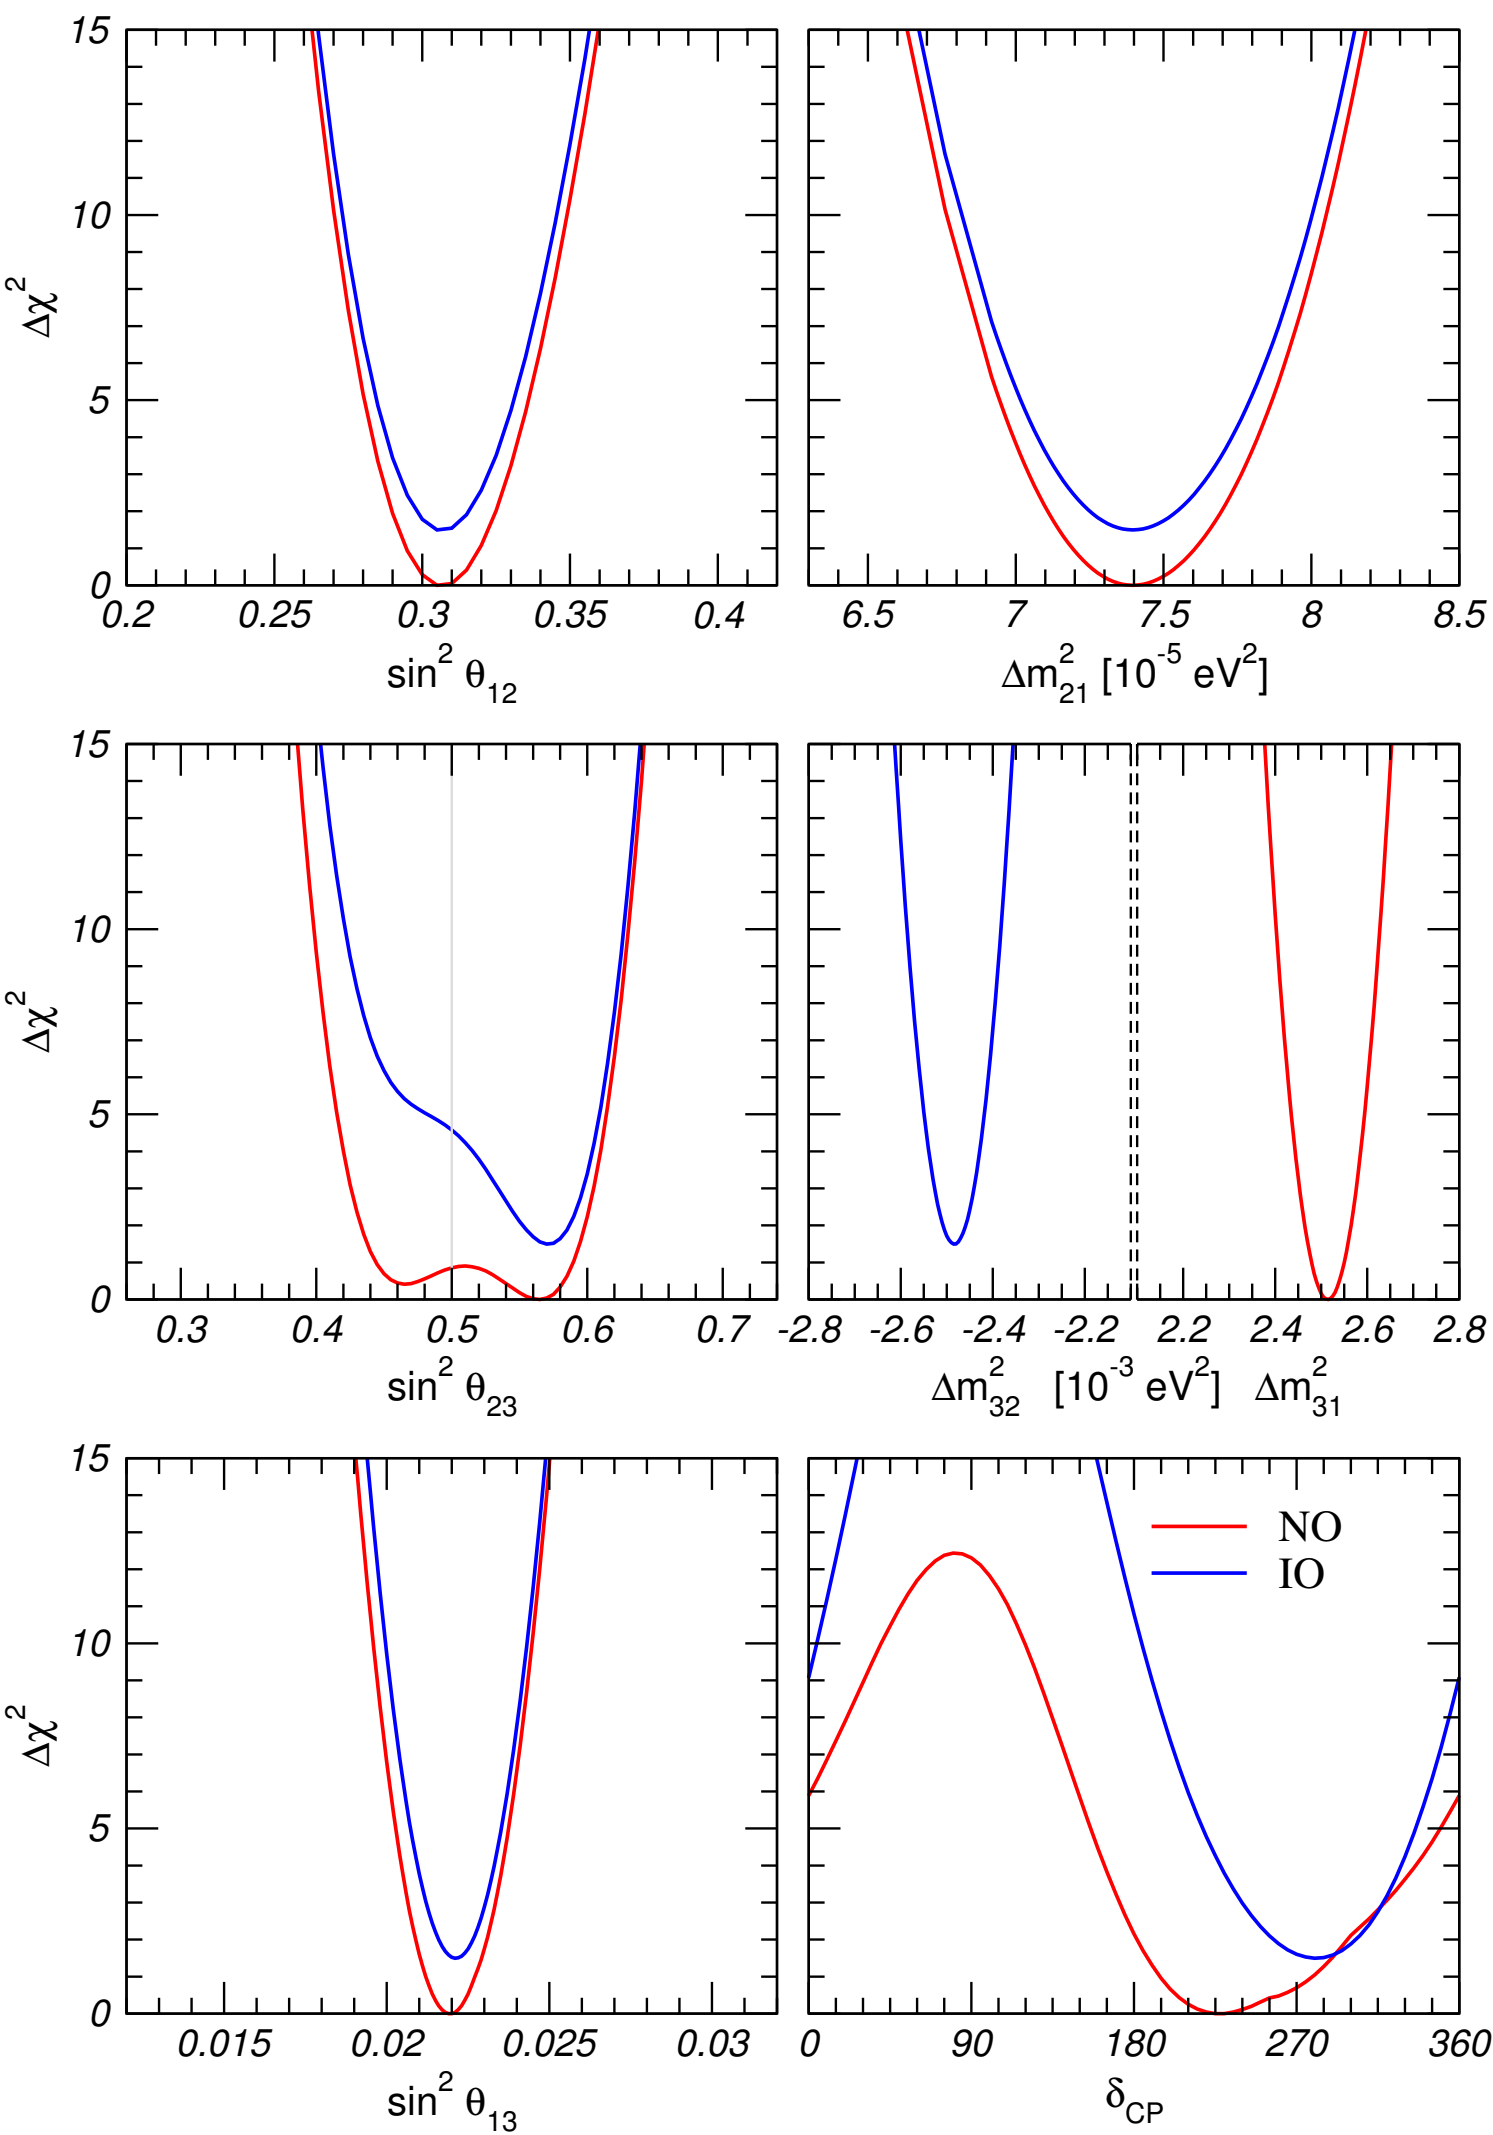 15 10 5 0
Δχ²
0.2 0.25 0.3 0.35 0.4
sin² θ₁₂
6.5 7 7.5 8 8.5
Δm²₂₁ [10⁻⁵ eV²]
15 10 5 0
Δχ²
0.3 0.4 0.5 0.6 0.7
sin² θ₂₃
-2.8 -2.6 -2.4 -2.2 2.2 2.4 2.6 2.8
Δm²₃₂ [10⁻³ eV²] Δm²₃₁
15 10 5 0
Δχ²
0.015 0.02 0.025 0.03
sin² θ₁₃
NO
IO
0 90 180 270 360
δ_CP